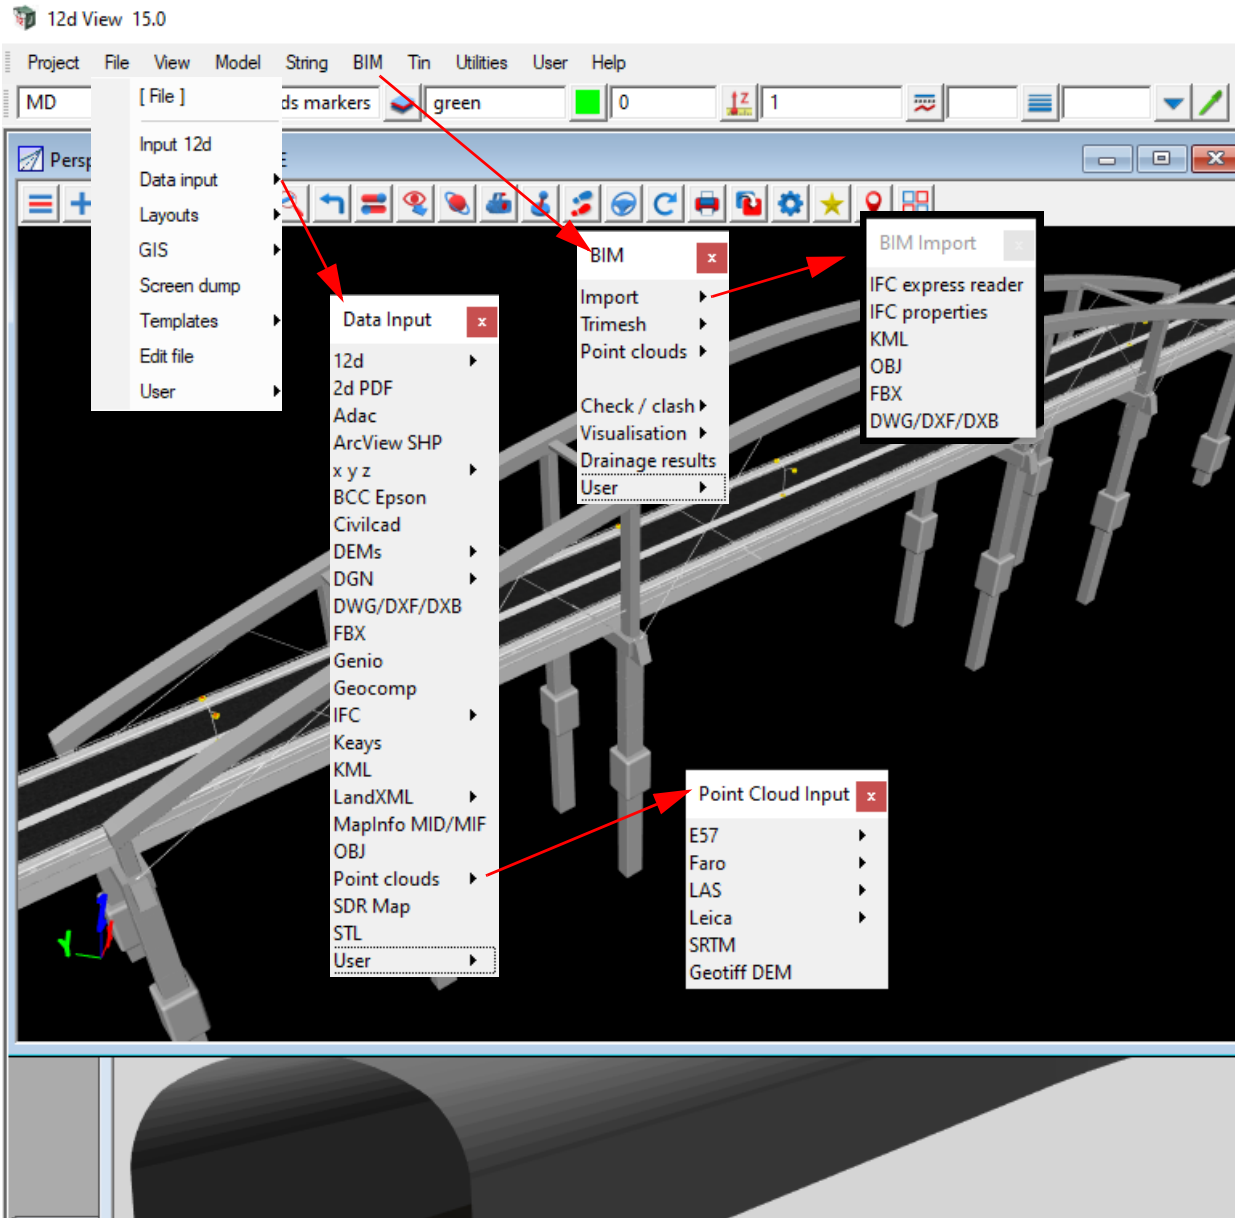 12d View 15.0
Project File View Model String BIM Tin Utilities User Help
MD
ds markers
green
0
1
[ File ]
Input 12d
Data input
Layouts
GIS
Screen dump
Templates
Edit file
User
Persp
E
Data Input
12d
2d PDF
Adac
ArcView SHP
x y z
BCC Epson
Civilcad
DEMs
DGN
DWG/DXF/DXB
FBX
Genio
Geocomp
IFC
Keays
KML
LandXML
MapInfo MID/MIF
OBJ
Point clouds
SDR Map
STL
User
BIM
Import
Trimesh
Point clouds
Check / clash
Visualisation
Drainage results
User
BIM Import
IFC express reader
IFC properties
KML
OBJ
FBX
DWG/DXF/DXB
Point Cloud Input
E57
Faro
LAS
Leica
SRTM
Geotiff DEM